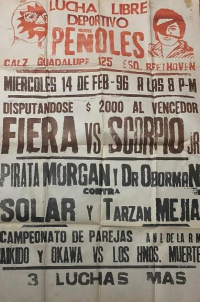 LUCHA LIBRE
DEPORTIVO
PEÑOLES
CALZ. GUADALUPE 125 ESQ. BEETHOVEN
MIERCOLES 14 DE FEB-96 A LAS 8 P-M
DISPUTANDOSE $ 2000 AL VENCEDOR
FIERA VS SCORPIO JR
PIRATA MORGAN Y DR OBORMAN
CONTRA
SOLAR Y TARZAN MEJIA
CAMPEONATO DE PAREJAS
AIKIDO Y OKAWA VS LOS HNOS. MUERTE
3 LUCHAS MAS